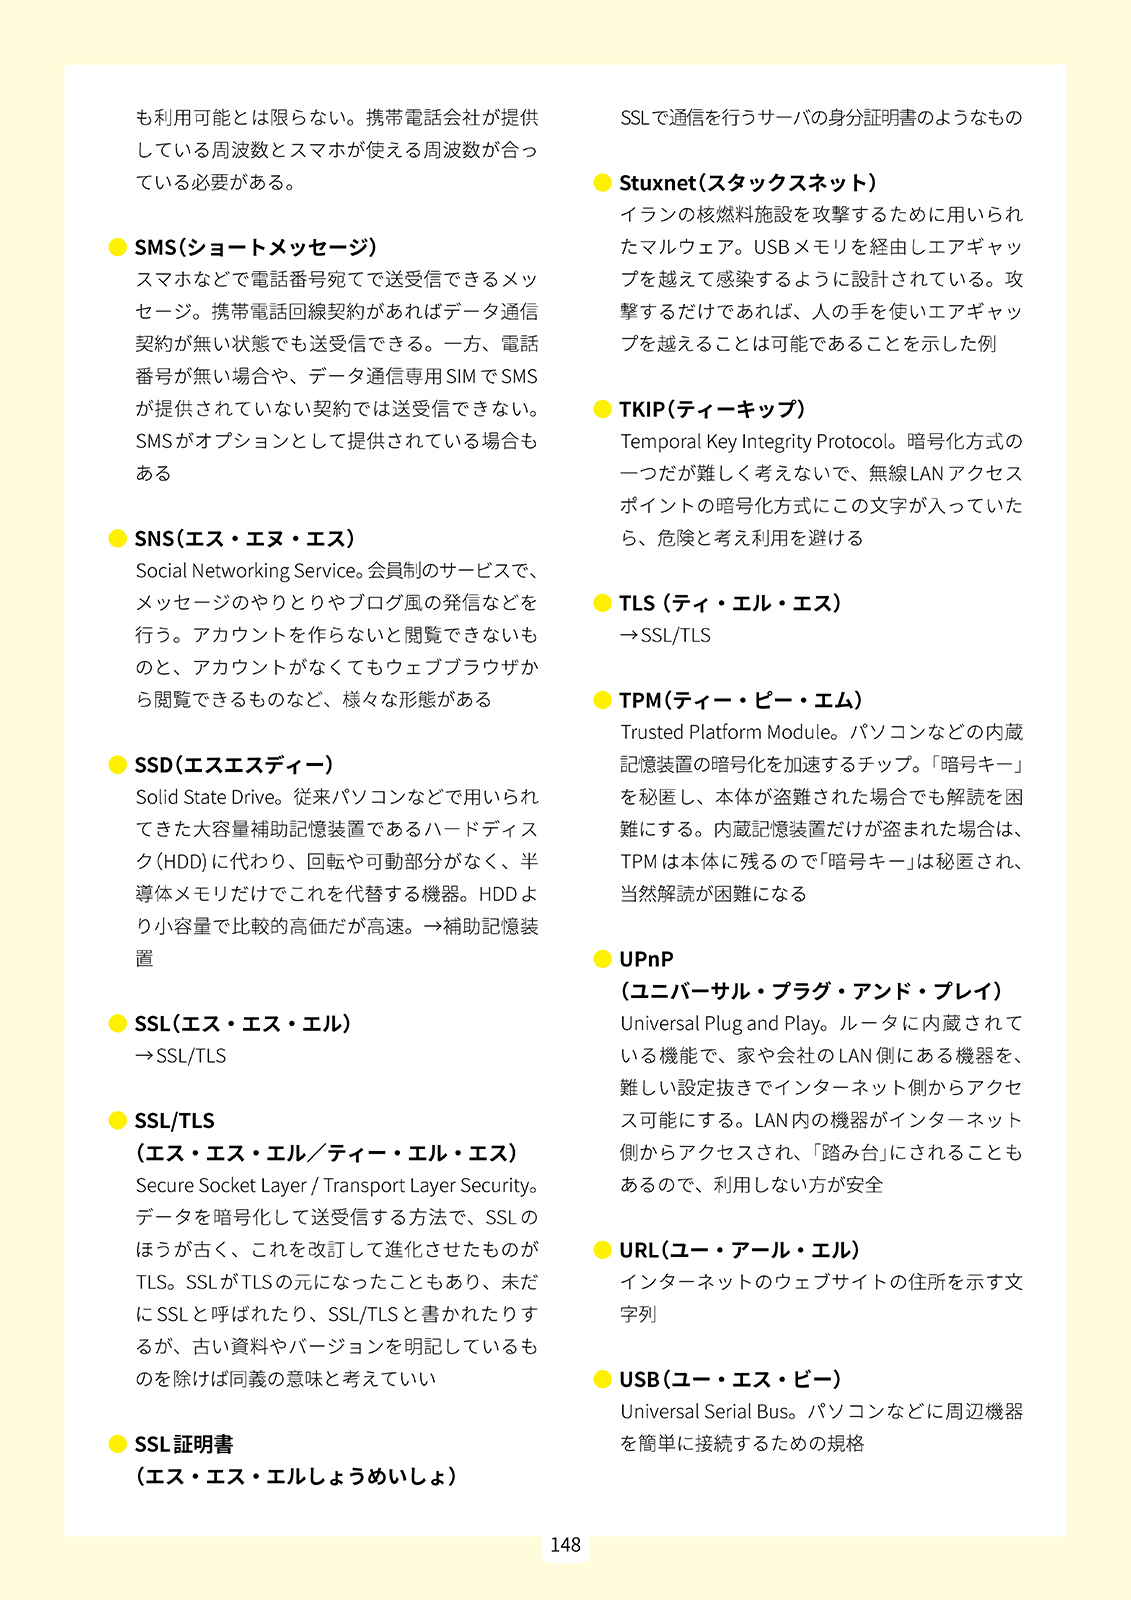 も利用可能とは限らない。携帯電話会社が提供
している周波数とスマホが使える周波数が合っ
ている必要がある。
● SMS（ショートメッセージ）
スマホなどで電話番号宛てで送受信できるメッ
セージ。携帯電話回線契約があればデータ通信
契約が無い状態でも送受信できる。一方、電話
番号が無い場合や、データ通信専用SIMでSMS
が提供されていない契約では送受信できない。
SMSがオプションとして提供されている場合も
ある
● SNS（エス・エヌ・エス）
Social Networking Service。会員制のサービスで、
メッセージのやりとりやブログ風の発信などを
行う。アカウントを作らないと閲覧できないも
のと、アカウントがなくてもウェブブラウザか
ら閲覧できるものなど、様々な形態がある
● SSD（エスエスディー）
Solid State Drive。従来パソコンなどで用いられ
てきた大容量補助記憶装置であるハードディス
ク（HDD）に代わり、回転や可動部分がなく、半
導体メモリだけでこれを代替する機器。HDDよ
り小容量で比較的高価だが高速。→補助記憶装
置
● SSL（エス・エス・エル）
→SSL/TLS
● SSL/TLS
（エス・エス・エル／ティー・エル・エス）
Secure Socket Layer / Transport Layer Security。
データを暗号化して送受信する方法で、SSLの
ほうが古く、これを改訂して進化させたものが
TLS。SSLがTLSの元になったこともあり、未だ
にSSLと呼ばれたり、SSL/TLSと書かれたりす
るが、古い資料やバージョンを明記しているも
のを除けば同義の意味と考えていい
● SSL証明書
（エス・エス・エルしょうめいしょ）
SSLで通信を行うサーバの身分証明書のようなもの
● Stuxnet（スタックスネット）
イランの核燃料施設を攻撃するために用いられ
たマルウェア。USBメモリを経由しエアギャッ
プを越えて感染するように設計されている。攻
撃するだけであれば、人の手を使いエアギャッ
プを越えることは可能であることを示した例
● TKIP（ティーキップ）
Temporal Key Integrity Protocol。暗号化方式の
一つだが難しく考えないで、無線LANアクセス
ポイントの暗号化方式にこの文字が入っていた
ら、危険と考え利用を避ける
● TLS（ティ・エル・エス）
→SSL/TLS
● TPM（ティー・ピー・エム）
Trusted Platform Module。パソコンなどの内蔵
記憶装置の暗号化を加速するチップ。「暗号キー」
を秘匿し、本体が盗難された場合でも解読を困
難にする。内蔵記憶装置だけが盗まれた場合は、
TPMは本体に残るので「暗号キー」は秘匿され、
当然解読が困難になる
● UPnP
（ユニバーサル・プラグ・アンド・プレイ）
Universal Plug and Play。ルータに内蔵されて
いる機能で、家や会社のLAN側にある機器を、
難しい設定抜きでインターネット側からアクセ
ス可能にする。LAN内の機器がインターネット
側からアクセスされ、「踏み台」にされることも
あるので、利用しない方が安全
● URL（ユー・アール・エル）
インターネットのウェブサイトの住所を示す文
字列
● USB（ユー・エス・ビー）
Universal Serial Bus。パソコンなどに周辺機器
を簡単に接続するための規格
148